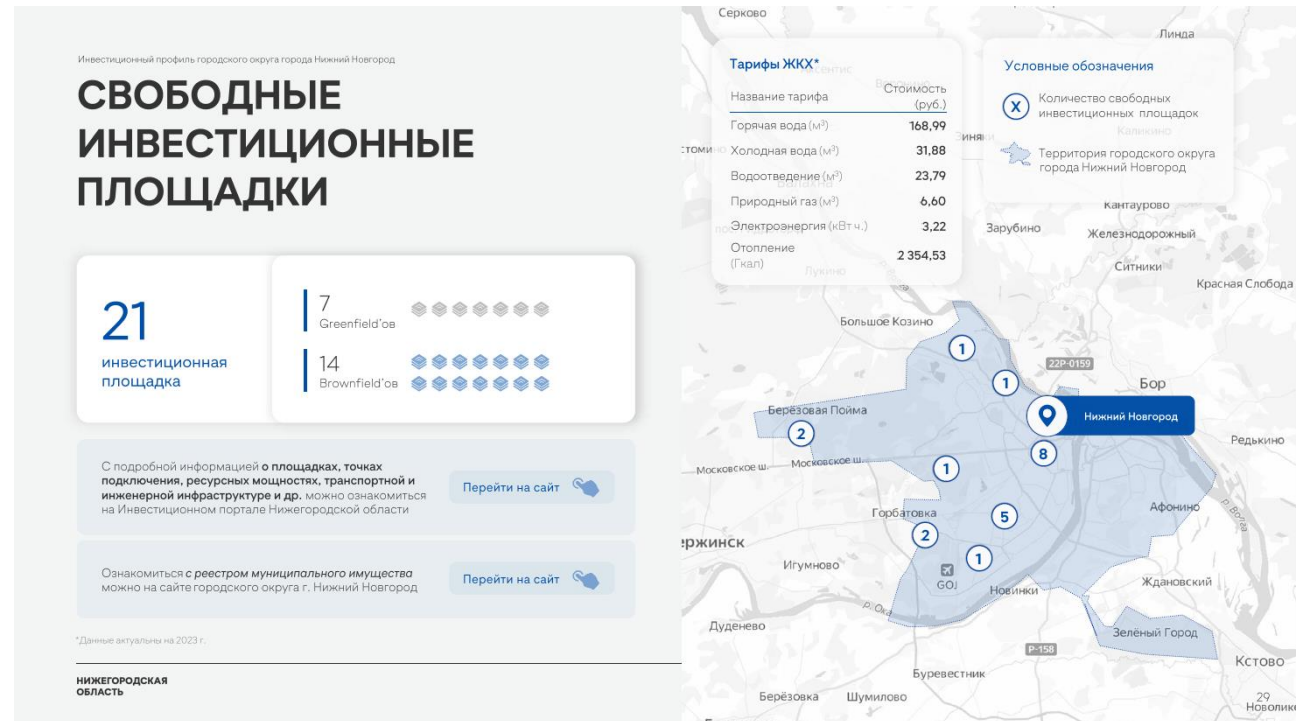 Инвестиционный профиль городского округа города Нижний Новгород
СВОБОДНЫЕ
ИНВЕСТИЦИОННЫЕ
ПЛОЩАДКИ
21
инвестиционная
площадка
7
Greenfield'ов
14
Brownfield'ов
С подробной информацией о площадках, точках
подключения, ресурсных мощностях, транспортной и
инженерной инфраструктуре и др. можно ознакомиться
на Инвестиционном портале Нижегородской области
Перейти на сайт
Ознакомиться с реестром муниципального имущества
можно на сайте городского округа г. Нижний Новгород
Перейти на сайт
*Данные актуальны на 2023 г.
НИЖЕГОРОДСКАЯ
ОБЛАСТЬ
Тарифы ЖКХ*
Название тарифа Стоимость
(руб.)
Горячая вода (м³) 168,99
Холодная вода (м³) 31,88
Водоотведение (м³) 23,79
Природный газ (м³) 6,60
Электроэнергия (кВт ч.) 3,22
Отопление
(Гкал) 2 354,53
Условные обозначения
X
Количество свободных
инвестиционных площадок
Территория городского округа
города Нижний Новгород
Серково
Линда
Зиняки
Каликино
Балахна
Лукино
Кантаурово
Зарубино
Железнодорожный
Ситники
Красная Слобода
Большое Козино
1
22Р-0159
1
Бор
Берёзовая Пойма
Нижний Новгород
2
8
Редькино
Московское ш.
Московское ш.
1
Горбатовка
5
Афонино
р. Волга
2
ержинск
1
Игумново
GOJ
Новинки
Ждановский
р. Ока
Дуденево
Зелёный Город
Р-158
Кстово
Буревестник
Берёзовка
Шумилово
29